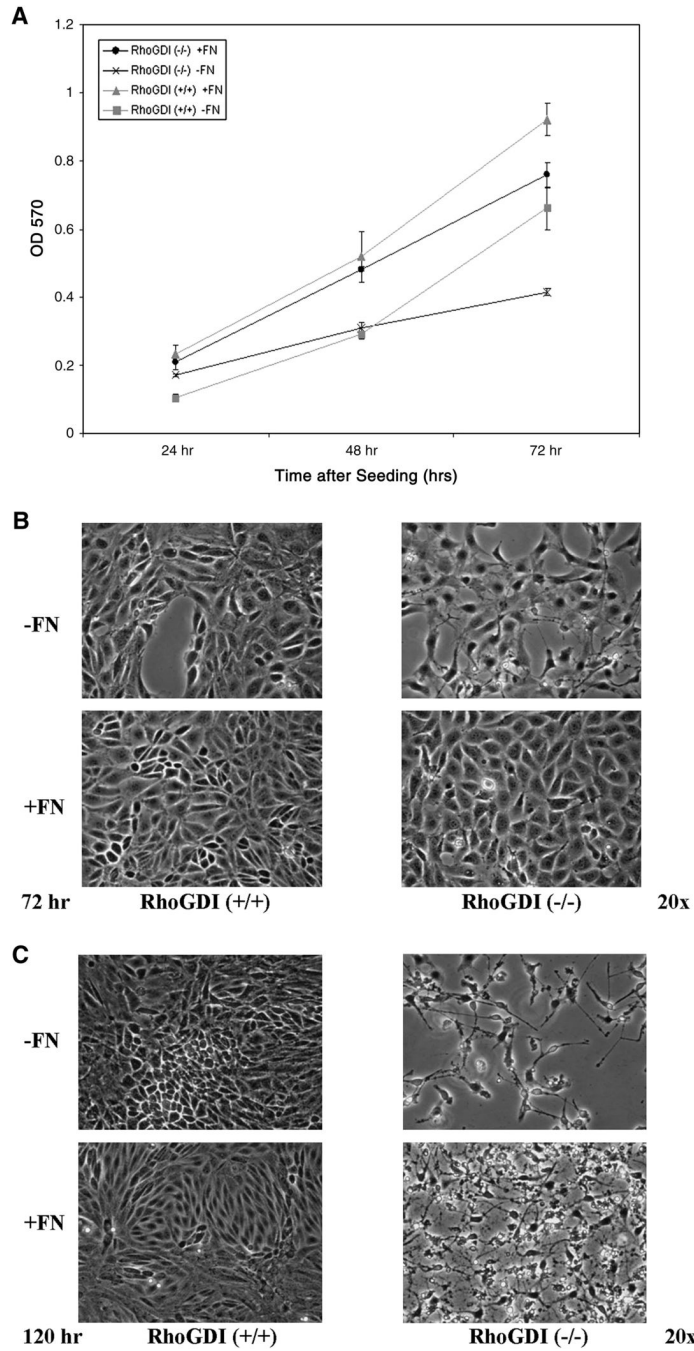 A
1.2
1
0.8
0.6
0.4
0.2
0
OD 570
RhoGDI (-/-) +FN
RhoGDI (-/-) -FN
RhoGDI (+/+) +FN
RhoGDI (+/+) -FN
24 hr
48 hr
72 hr
Time after Seeding (hrs)
B
-FN
+FN
72 hr
RhoGDI (+/+)
RhoGDI (-/-)
20x
C
-FN
+FN
120 hr
RhoGDI (+/+)
RhoGDI (-/-)
20x